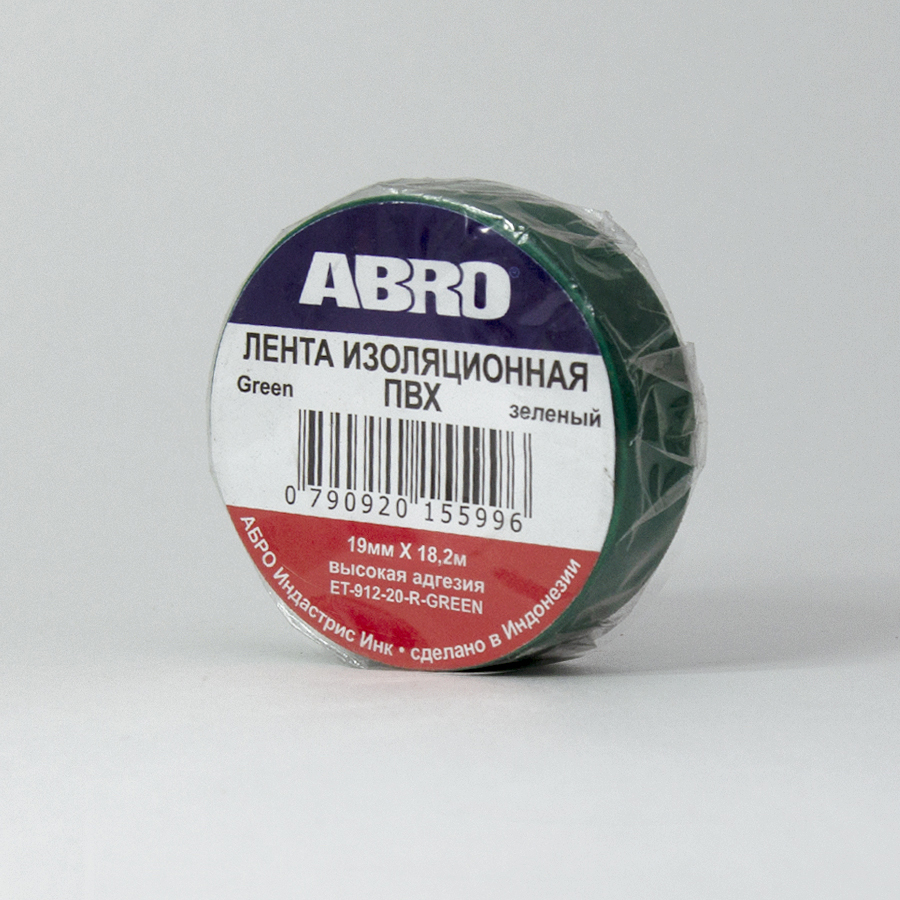 ABRO®
ЛЕНТА ИЗОЛЯЦИОННАЯ
ПВХ
Green
зеленый
0 790920 155996
19мм X 18,2м
высокая адгезия
ET-912-20-R-GREEN
АБРО Индастрис Инк • сделано в Индонезии